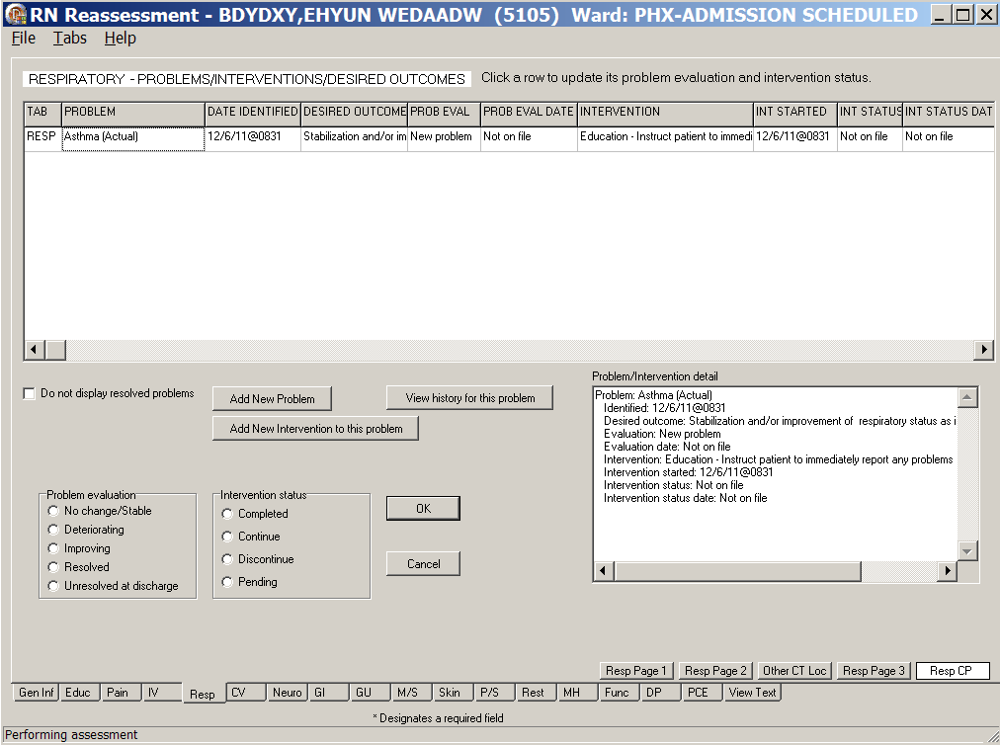 RN Reassessment - BDYDXY,EHYUN WEDAADW (5105) Ward: PHX-ADMISSION SCHEDULED
File Tabs Help
RESPIRATORY - PROBLEMS/INTERVENTIONS/DESIRED OUTCOMES Click a row to update its problem evaluation and intervention status.
TAB PROBLEM DATE IDENTIFIED DESIRED OUTCOME PROB EVAL PROB EVAL DATE INTERVENTION INT STARTED INT STATUS INT STATUS DAT
RESP Asthma (Actual) 12/6/11@0831 Stabilization and/or im New problem Not on file Education - Instruct patient to immedi 12/6/11@0831 Not on file Not on file
Do not display resolved problems
Add New Problem
View history for this problem
Add New Intervention to this problem
Problem/Intervention detail
Problem: Asthma (Actual)
Identified: 12/6/11@0831
Desired outcome: Stabilization and/or improvement of respiratory status as i
Evaluation: New problem
Evaluation date: Not on file
Intervention: Education - Instruct patient to immediately report any problems
Intervention started: 12/6/11@0831
Intervention status: Not on file
Intervention status date: Not on file
Problem evaluation
No change/Stable
Deteriorating
Improving
Resolved
Unresolved at discharge
Intervention status
Completed
Continue
Discontinue
Pending
OK
Cancel
Resp Page 1 Resp Page 2 Other CT Loc Resp Page 3 Resp CP
Gen Inf Educ Pain IV Resp CV Neuro GI GU M/S Skin P/S Rest MH Func DP PCE View Text
* Designates a required field
Performing assessment